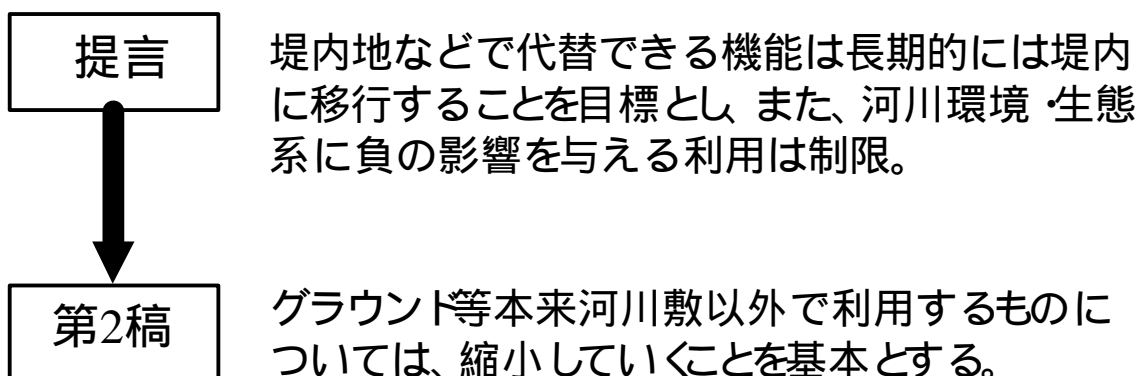 提言
堤内地などで代替できる機能は長期的には堤内
に移行することを目標とし、また、河川環境・生態
系に負の影響を与える利用は制限。
第2稿
グラウンド等本来河川敷以外で利用するものに
ついては、縮小していくことを基本とする。